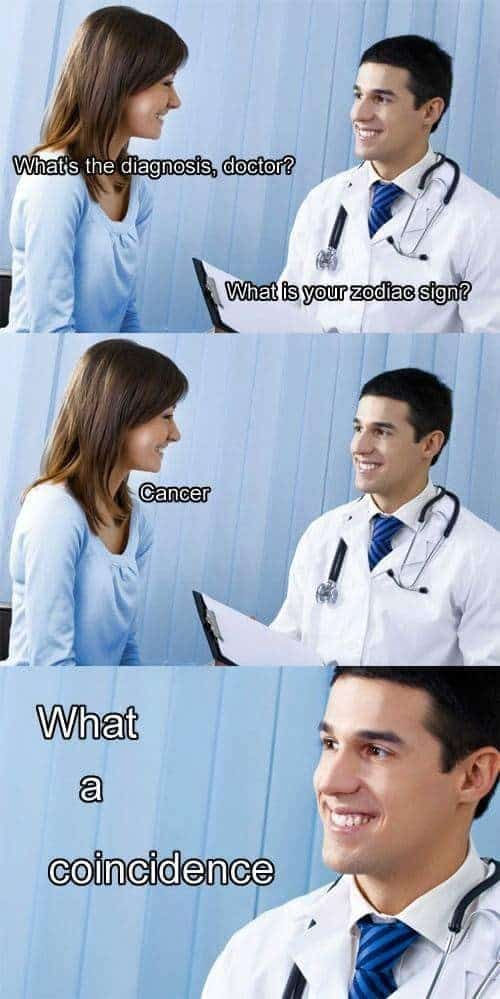 What's the diagnosis, doctor?
What is your zodiac sign?
Cancer
What
a
coincidence